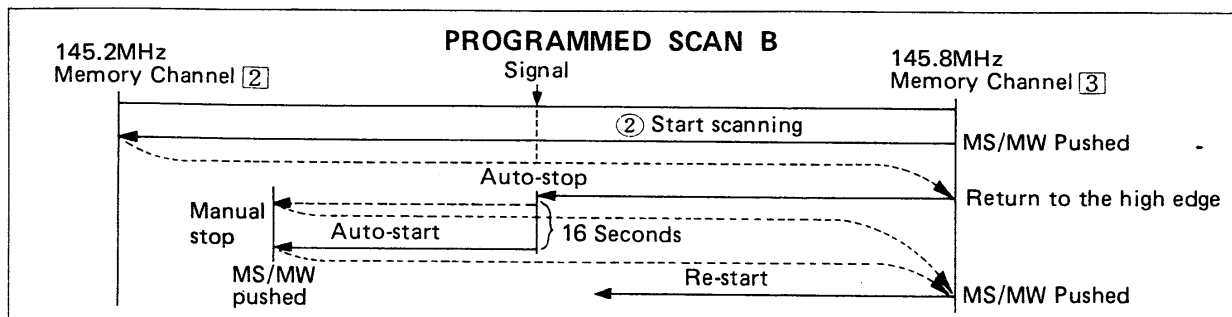 PROGRAMMED SCAN B
145.2MHz
Memory Channel 2
Signal
145.8MHz
Memory Channel 3
② Start scanning
MS/MW Pushed
Auto-stop
Return to the high edge
Manual
stop
Auto-start
16 Seconds
MS/MW
pushed
Re-start
MS/MW Pushed